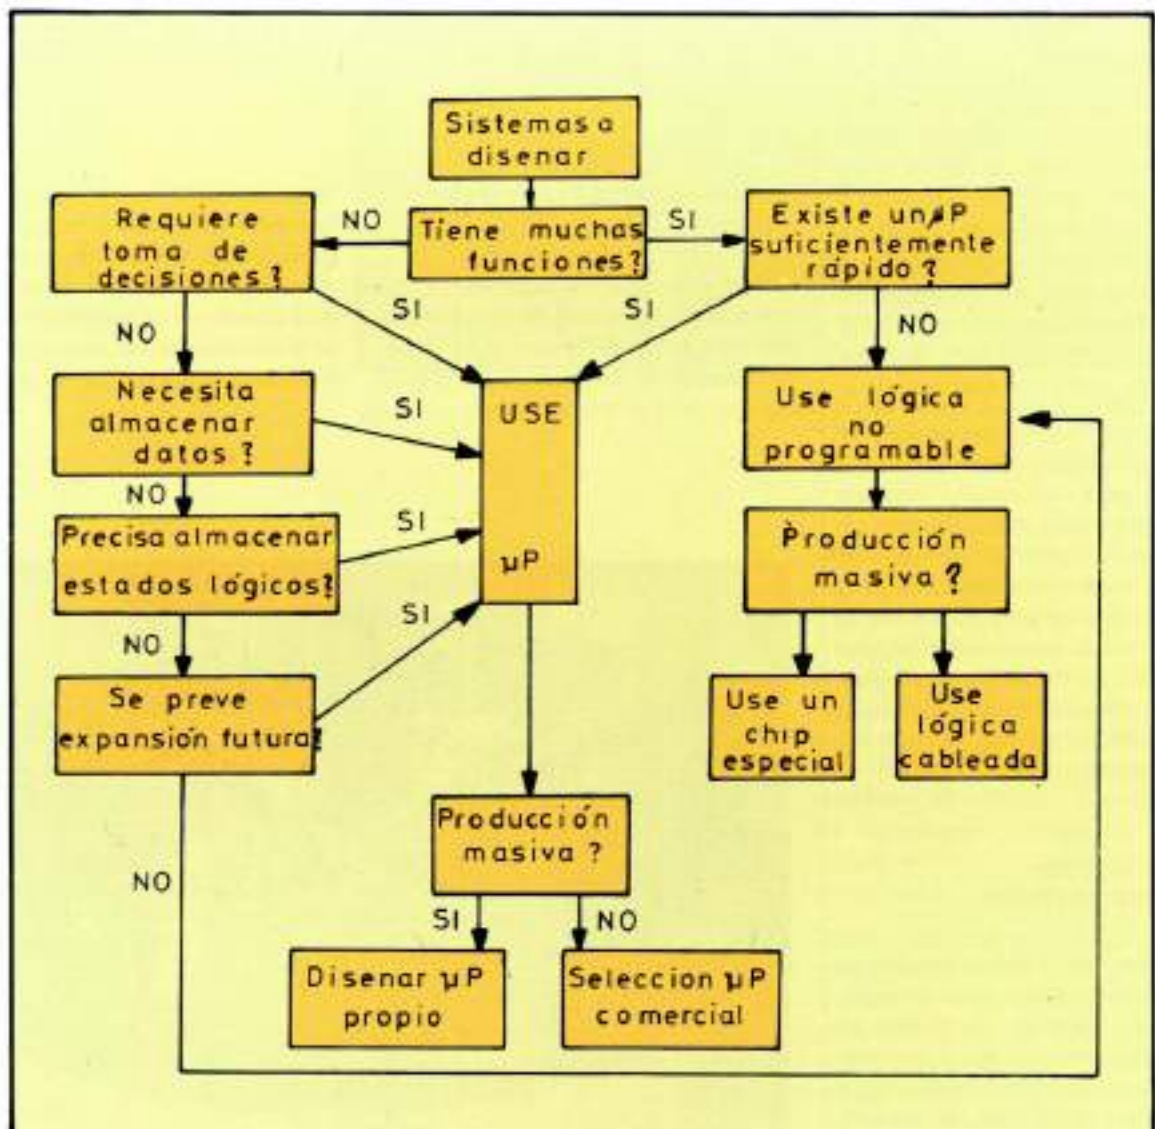 Sistemas a
disenar
Requiere
toma de
decisiones?
NO
Tiene muchas
funciones?
SI
Existe un µP
suficientemente
rápido?
SI
SI
NO
NO
Necesita
almacenar
datos?
SI
USE
µP
Use lógica
no
programable
NO
Precisa almacenar
estados lógicos?
SI
Producción
masiva?
NO
SI
Se preve
expansión futura?
Use un
chip
especial
Use
lógica
cableada
Producción
masiva?
NO
SI
NO
Disenar µP
propio
Seleccion µP
comercial